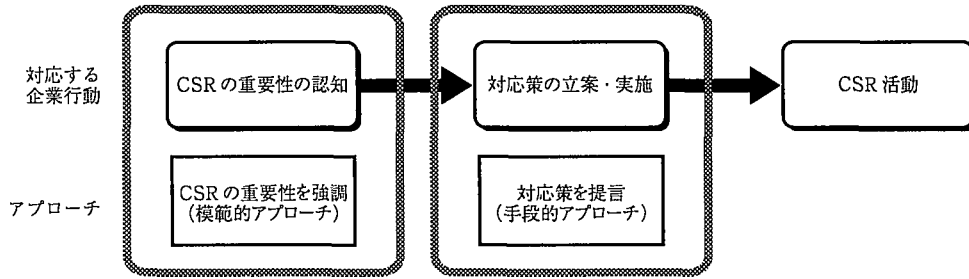 対応する
企業行動
CSRの重要性の認知
対応策の立案・実施
CSR活動
アプローチ
CSRの重要性を強調
(模範的アプローチ)
対応策を提言
(手段的アプローチ)